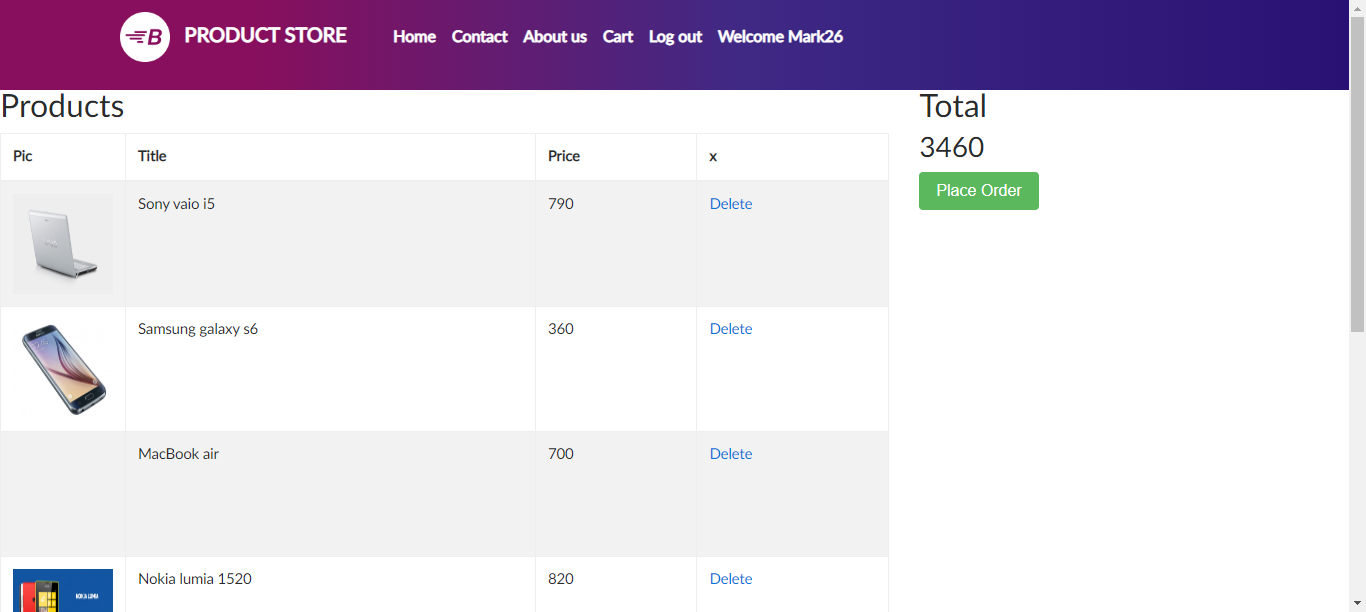 B PRODUCT STORE Home Contact About us Cart Log out Welcome Mark26
Products
Pic Title Price x
Sony vaio i5 790 Delete
Samsung galaxy s6 360 Delete
MacBook air 700 Delete
Nokia lumia 1520 820 Delete
NOKIA LUMIA
Total
3460
Place Order